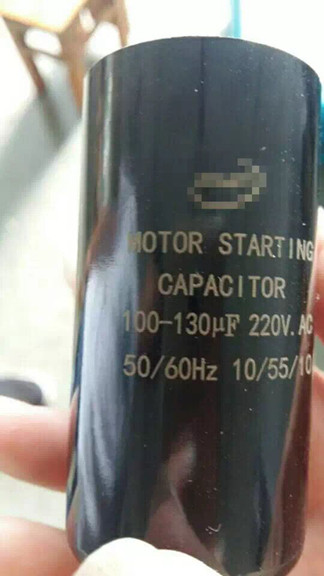 MOTOR STARTING
CAPACITOR
100-130µF 220V.AC
50/60Hz 10/55/10